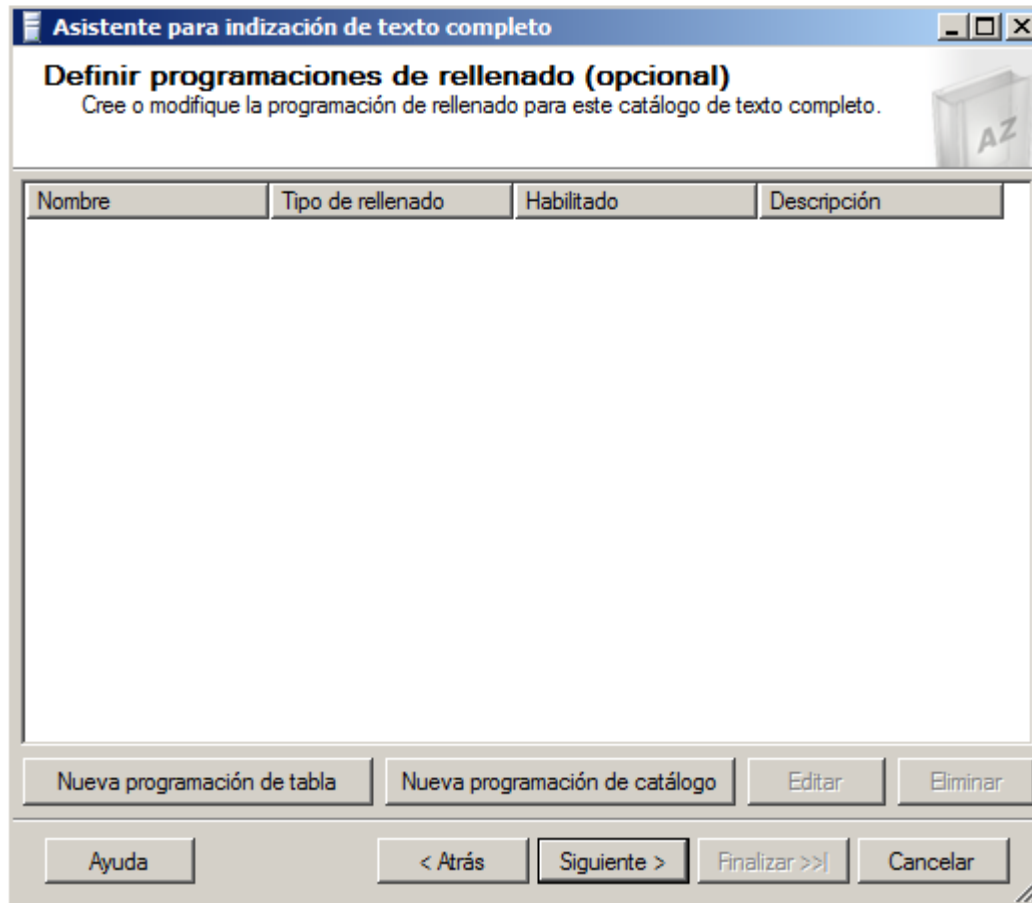 Asistente para indización de texto completo
Definir programaciones de rellenado (opcional)
Cree o modifique la programación de rellenado para este catálogo de texto completo.
AZ
Nombre Tipo de rellenado Habilitado Descripción
Nueva programación de tabla Nueva programación de catálogo Editar Eliminar
Ayuda < Atrás Siguiente > Finalizar >>| Cancelar